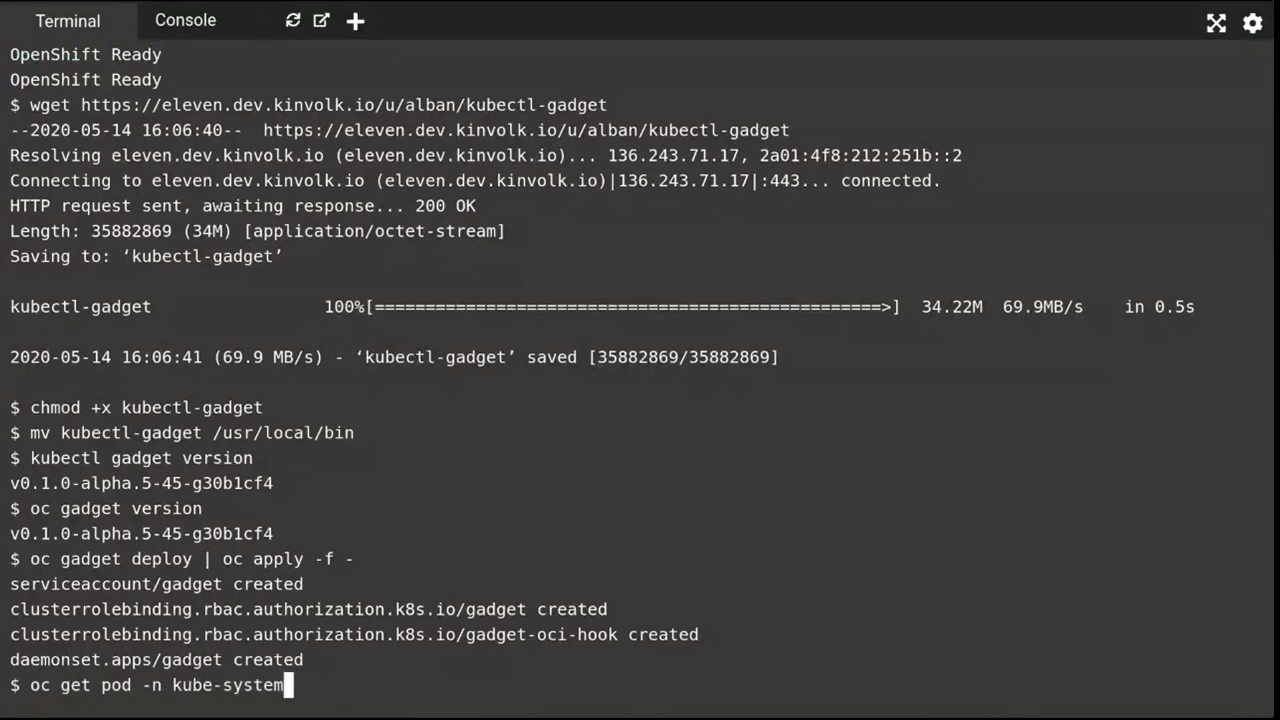 Terminal Console
OpenShift Ready
OpenShift Ready
$ wget https://eleven.dev.kinvolk.io/u/alban/kubectl-gadget
--2020-05-14 16:06:40--  https://eleven.dev.kinvolk.io/u/alban/kubectl-gadget
Resolving eleven.dev.kinvolk.io (eleven.dev.kinvolk.io)... 136.243.71.17, 2a01:4f8:212:251b::2
Connecting to eleven.dev.kinvolk.io (eleven.dev.kinvolk.io)|136.243.71.17|:443... connected.
HTTP request sent, awaiting response... 200 OK
Length: 35882869 (34M) [application/octet-stream]
Saving to: ‘kubectl-gadget’
kubectl-gadget                 100%[==================================================>]  34.22M  69.9MB/s    in 0.5s
2020-05-14 16:06:41 (69.9 MB/s) - ‘kubectl-gadget’ saved [35882869/35882869]
$ chmod +x kubectl-gadget
$ mv kubectl-gadget /usr/local/bin
$ kubectl gadget version
v0.1.0-alpha.5-45-g30b1cf4
$ oc gadget version
v0.1.0-alpha.5-45-g30b1cf4
$ oc gadget deploy | oc apply -f -
serviceaccount/gadget created
clusterrolebinding.rbac.authorization.k8s.io/gadget created
clusterrolebinding.rbac.authorization.k8s.io/gadget-oci-hook created
daemonset.apps/gadget created
$ oc get pod -n kube-system